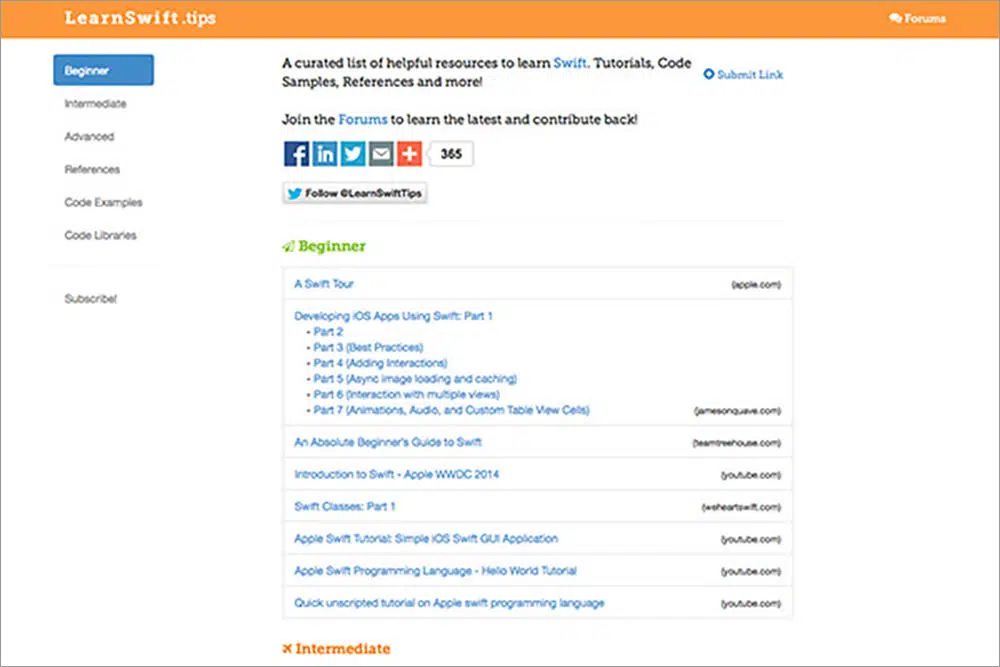 LearnSwift.tips
Forums
Beginner
Intermediate
Advanced
References
Code Examples
Code Libraries
Subscribe!
A curated list of helpful resources to learn Swift. Tutorials, Code
Samples, References and more!
Submit Link
Join the Forums to learn the latest and contribute back!
365
Follow @LearnSwiftTips
Beginner
A Swift Tour (apple.com)
Developing iOS Apps Using Swift: Part 1
- Part 2
- Part 3 (Best Practices)
- Part 4 (Adding Interactions)
- Part 5 (Async image loading and caching)
- Part 6 (Interaction with multiple views)
- Part 7 (Animations, Audio, and Custom Table View Cells) (jamesonquave.com)
An Absolute Beginner's Guide to Swift (teamtreehouse.com)
Introduction to Swift - Apple WWDC 2014 (youtube.com)
Swift Classes: Part 1 (weheartswift.com)
Apple Swift Tutorial: Simple iOS Swift GUI Application (youtube.com)
Apple Swift Programming Language - Hello World Tutorial (youtube.com)
Quick unscripted tutorial on Apple swift programming language (youtube.com)
Intermediate